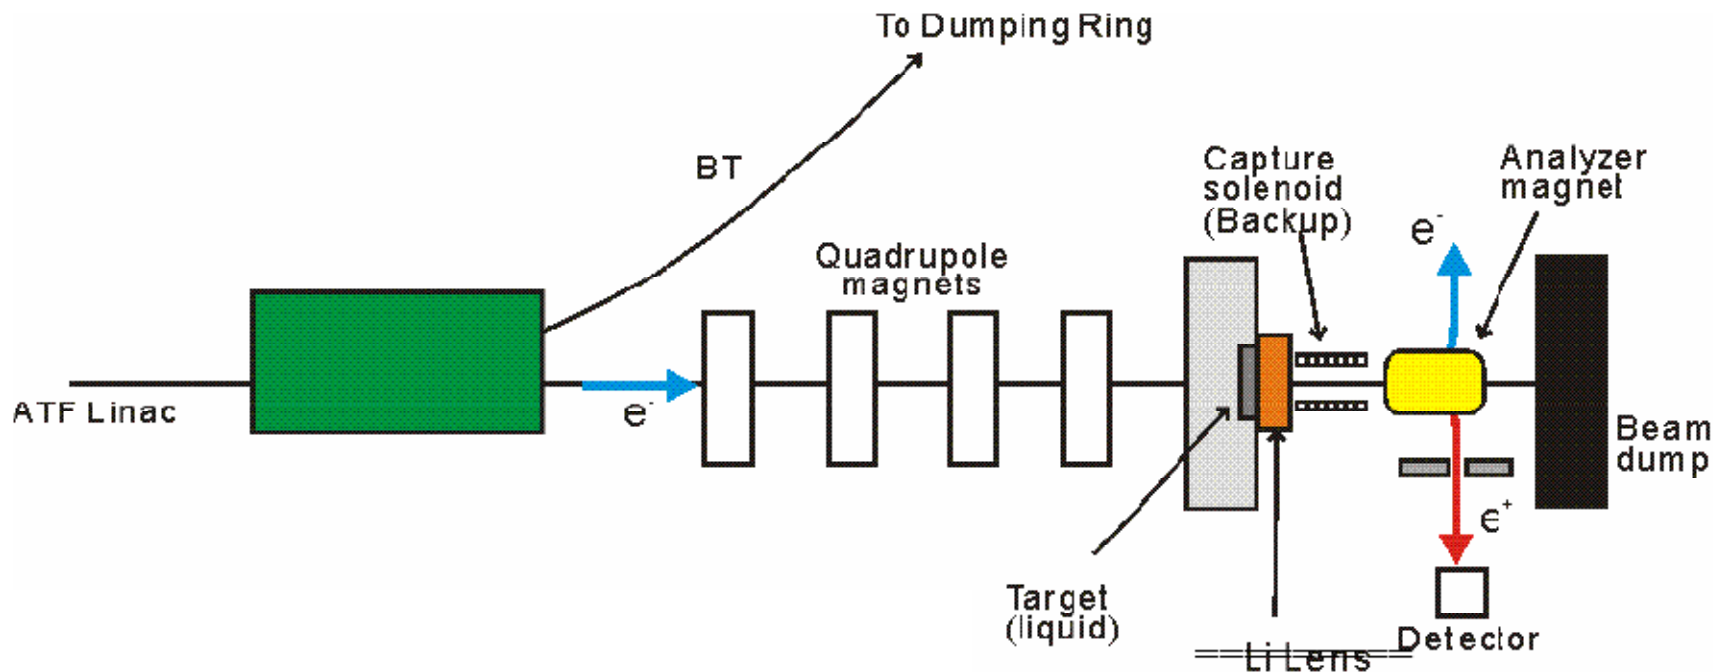 To Dumping Ring
BT
Capture
solenoid
(Backup)
Analyzer
magnet
e-
Quadrupole
magnets
ATF Linac
e-
Beam
dump
e+
Target
(liquid)
Li Lens
Detector